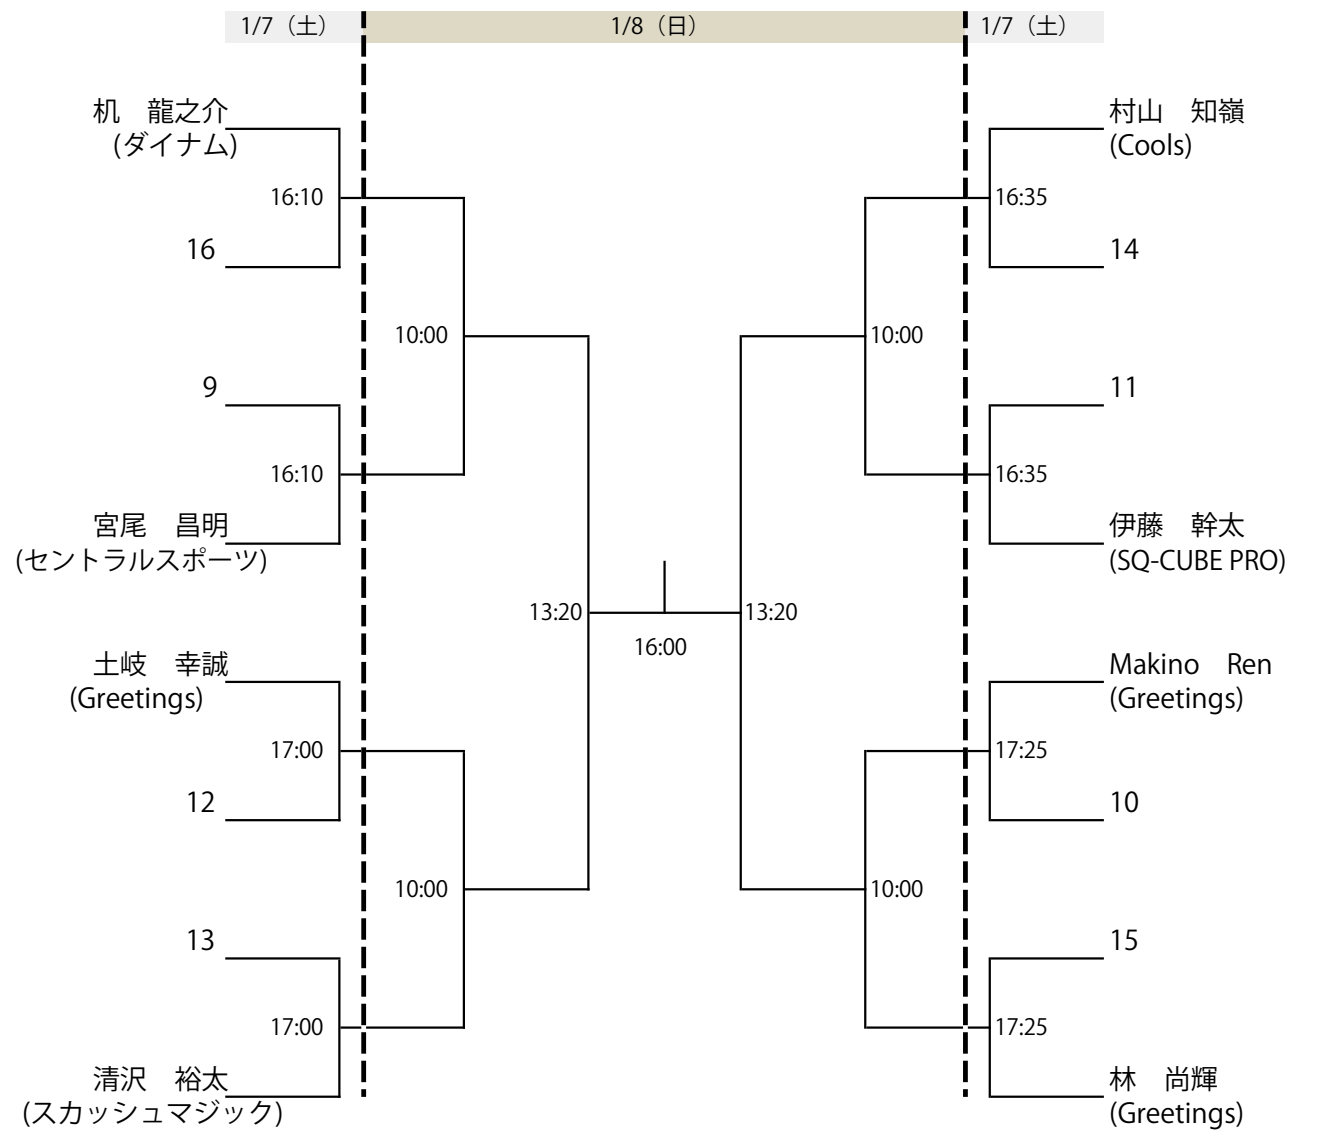 1/7（土）
1/8（日）
1/7（土）
机　龍之介
(ダイナム)
16:10
16
10:00
9
16:10
宮尾　昌明
(セントラルスポーツ)
13:20
土岐　幸誠
(Greetings)
17:00
12
10:00
13
17:00
清沢　裕太
(スカッシュマジック)
16:00
村山　知嶺
(Cools)
16:35
14
10:00
11
16:35
伊藤　幹太
(SQ-CUBE PRO)
13:20
Makino　Ren
(Greetings)
17:25
10
10:00
15
17:25
林　尚輝
(Greetings)